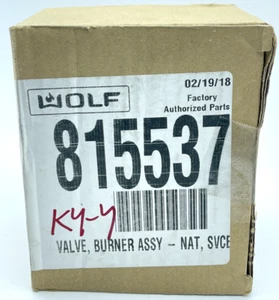 02/19/18
WOLF
Factory
Authorized Parts
815537
KY-Y
VALVE, BURNER ASSY - NAT, SVCE